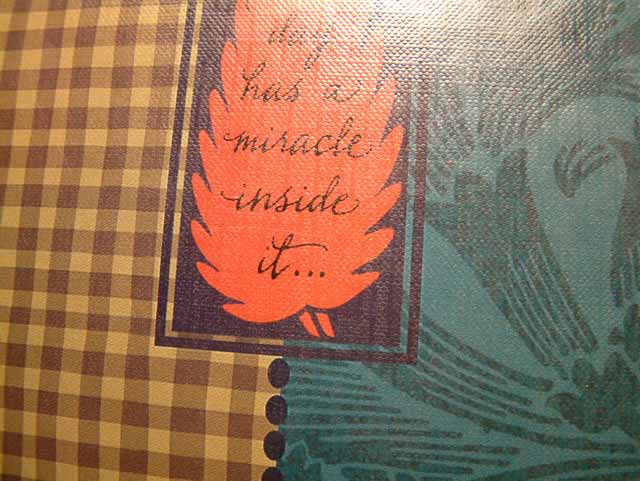 day
has a
miracle
inside
it...